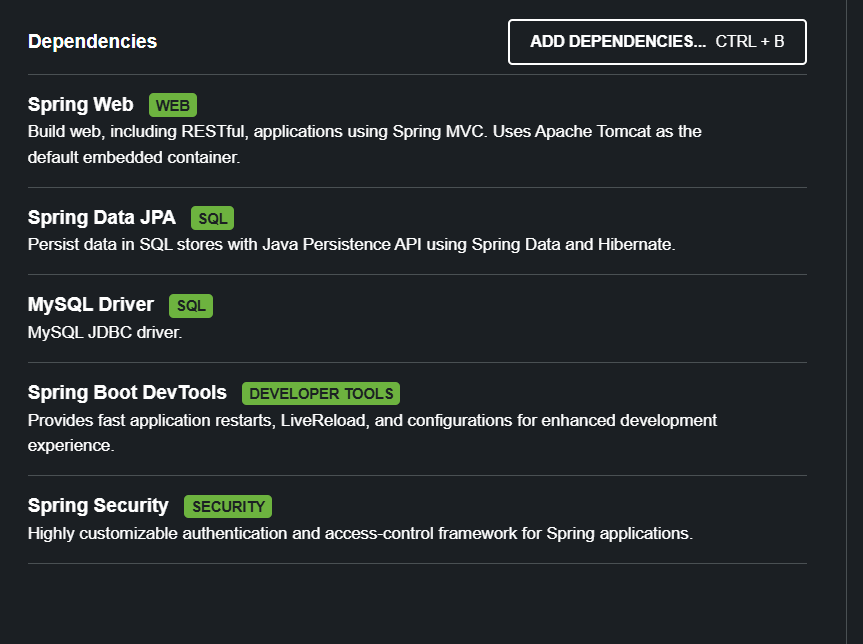 Dependencies
ADD DEPENDENCIES... CTRL + B
Spring Web WEB
Build web, including RESTful, applications using Spring MVC. Uses Apache Tomcat as the
default embedded container.
Spring Data JPA SQL
Persist data in SQL stores with Java Persistence API using Spring Data and Hibernate.
MySQL Driver SQL
MySQL JDBC driver.
Spring Boot DevTools DEVELOPER TOOLS
Provides fast application restarts, LiveReload, and configurations for enhanced development
experience.
Spring Security SECURITY
Highly customizable authentication and access-control framework for Spring applications.